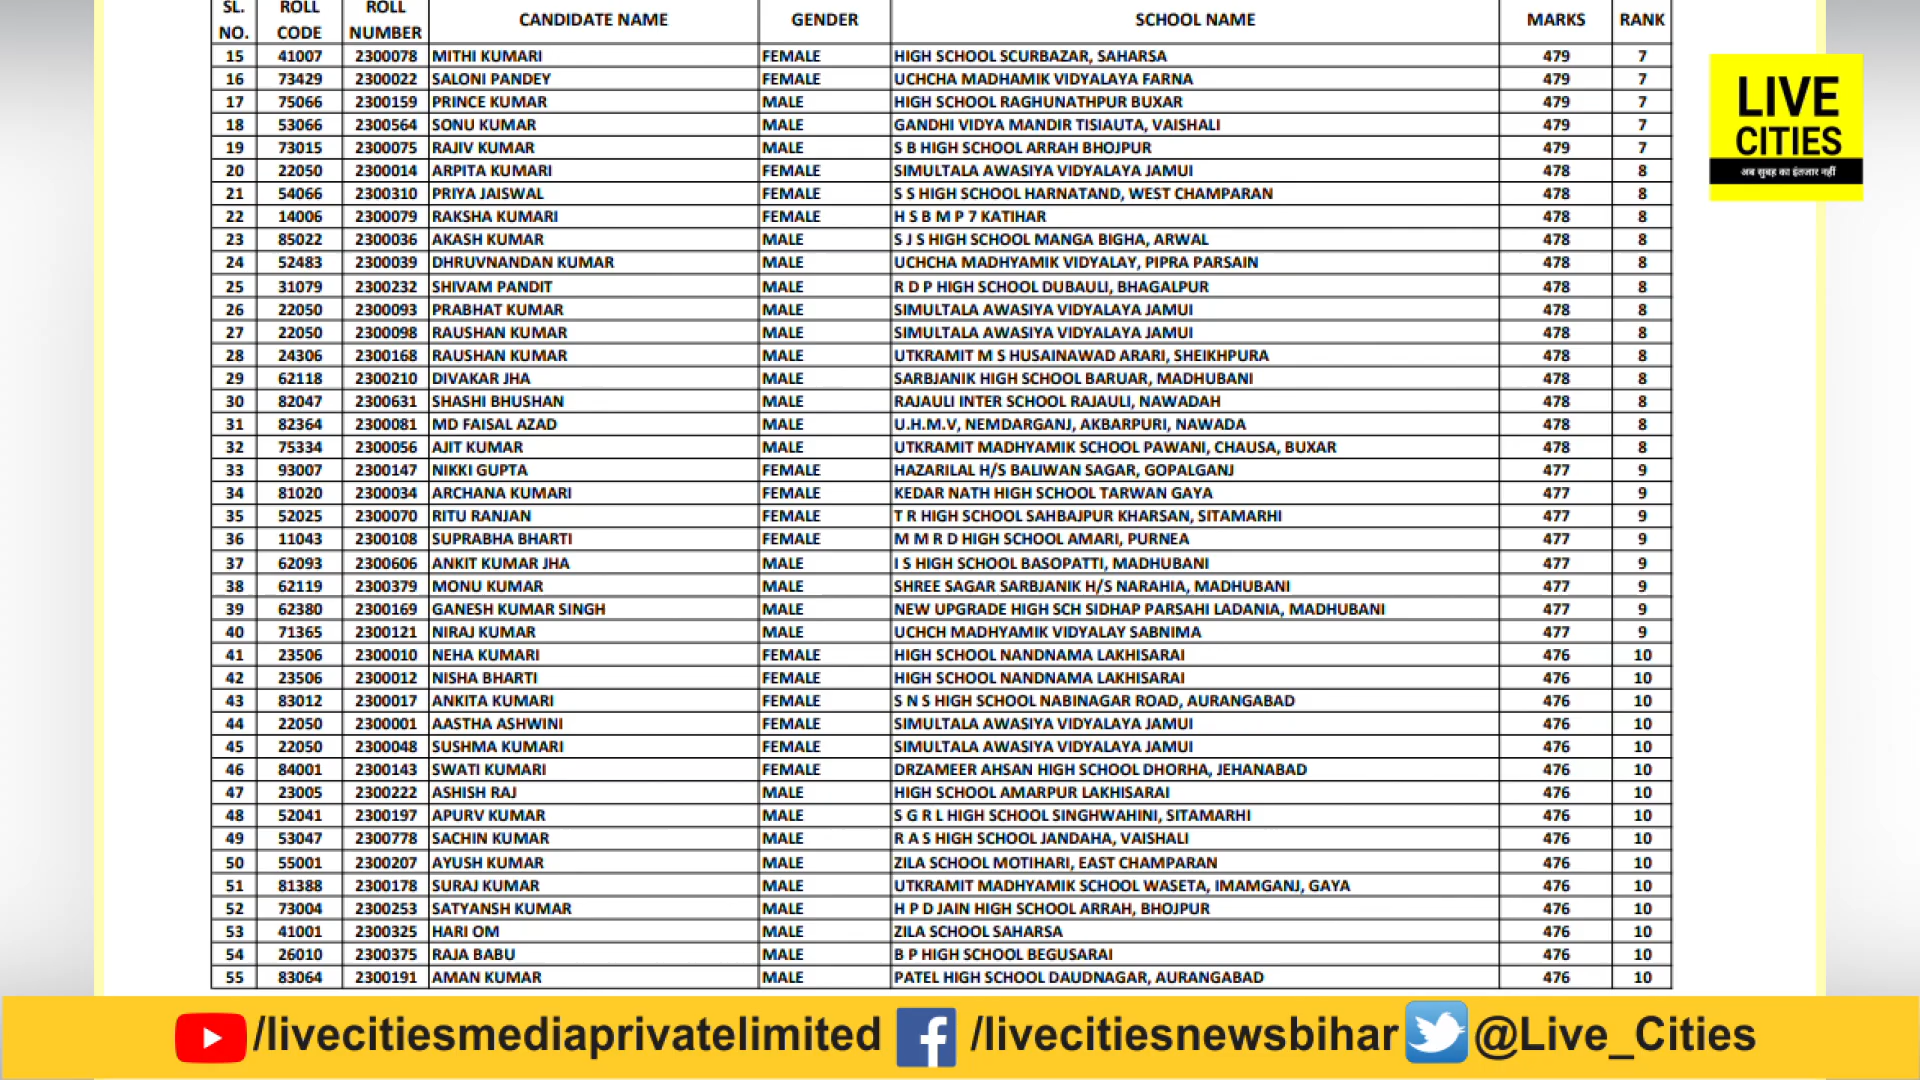 SL. NO. ROLL CODE ROLL NUMBER CANDIDATE NAME GENDER SCHOOL NAME MARKS RANK
15 41007 2300078 MITHI KUMARI FEMALE HIGH SCHOOL SCURBAZAR, SAHARSA 479 7
16 73429 2300022 SALONI PANDEY FEMALE UCHCHA MADHAMIK VIDYALAYA FARNA 479 7
17 75066 2300159 PRINCE KUMAR MALE HIGH SCHOOL RAGHUNATHPUR BUXAR 479 7
18 53066 2300564 SONU KUMAR MALE GANDHI VIDYA MANDIR TISIAUTA, VAISHALI 479 7
19 73015 2300075 RAJIV KUMAR MALE S B HIGH SCHOOL ARRAH BHOJPUR 479 7
20 22050 2300014 ARPITA KUMARI FEMALE SIMULTALA AWASIYA VIDYALAYA JAMUI 478 8
21 54066 2300310 PRIYA JAISWAL FEMALE S S HIGH SCHOOL HARNATAND, WEST CHAMPARAN 478 8
22 14006 2300079 RAKSHA KUMARI FEMALE H S B M P 7 KATIHAR 478 8
23 85022 2300036 AKASH KUMAR MALE S J S HIGH SCHOOL MANGA BIGHA, ARWAL 478 8
24 52483 2300039 DHRUVNANDAN KUMAR MALE UCHCHA MADHYAMIK VIDYALAY, PIPRA PARSAIN 478 8
25 31079 2300232 SHIVAM PANDIT MALE R D P HIGH SCHOOL DUBAULI, BHAGALPUR 478 8
26 22050 2300093 PRABHAT KUMAR MALE SIMULTALA AWASIYA VIDYALAYA JAMUI 478 8
27 22050 2300098 RAUSHAN KUMAR MALE SIMULTALA AWASIYA VIDYALAYA JAMUI 478 8
28 24306 2300168 RAUSHAN KUMAR MALE UTKRAMIT M S HUSAINAWAD ARARI, SHEIKHPURA 478 8
29 62118 2300210 DIVAKAR JHA MALE SARBJANIK HIGH SCHOOL BARUAR, MADHUBANI 478 8
30 82047 2300631 SHASHI BHUSHAN MALE RAJAULI INTER SCHOOL RAJAULI, NAWADAH 478 8
31 82364 2300081 MD FAISAL AZAD MALE U.H.M.V, NEMDARGANJ, AKBARPURI, NAWADA 478 8
32 75334 2300056 AJIT KUMAR MALE UTKRAMIT MADHYAMIK SCHOOL PAWANI, CHAUSA, BUXAR 478 8
33 93007 2300147 NIKKI GUPTA FEMALE HAZARILAL H/S BALIWAN SAGAR, GOPALGANJ 477 9
34 81020 2300034 ARCHANA KUMARI FEMALE KEDAR NATH HIGH SCHOOL TARWAN GAYA 477 9
35 52025 2300070 RITU RANJAN FEMALE T R HIGH SCHOOL SAHBAJPUR KHARSAN, SITAMARHI 477 9
36 11043 2300108 SUPRABHA BHARTI FEMALE M M R D HIGH SCHOOL AMARI, PURNEA 477 9
37 62093 2300606 ANKIT KUMAR JHA MALE I S HIGH SCHOOL BASOPATTI, MADHUBANI 477 9
38 62119 2300379 MONU KUMAR MALE SHREE SAGAR SARBJANIK H/S NARAHIA, MADHUBANI 477 9
39 62380 2300169 GANESH KUMAR SINGH MALE NEW UPGRADE HIGH SCH SIDHAP PARSAHI LADANIA, MADHUBANI 477 9
40 71365 2300121 NIRAJ KUMAR MALE UCHCH MADHYAMIK VIDYALAY SABNIMA 477 9
41 23506 2300010 NEHA KUMARI FEMALE HIGH SCHOOL NANDNAMA LAKHISARAI 476 10
42 23506 2300012 NISHA BHARTI FEMALE HIGH SCHOOL NANDNAMA LAKHISARAI 476 10
43 83012 2300017 ANKITA KUMARI FEMALE S N S HIGH SCHOOL NABINAGAR ROAD, AURANGABAD 476 10
44 22050 2300001 AASTHA ASHWINI FEMALE SIMULTALA AWASIYA VIDYALAYA JAMUI 476 10
45 22050 2300048 SUSHMA KUMARI FEMALE SIMULTALA AWASIYA VIDYALAYA JAMUI 476 10
46 84001 2300143 SWATI KUMARI FEMALE DRZAMEER AHSAN HIGH SCHOOL DHORHA, JEHANABAD 476 10
47 23005 2300222 ASHISH RAJ MALE HIGH SCHOOL AMARPUR LAKHISARAI 476 10
48 52041 2300197 APURV KUMAR MALE S G R L HIGH SCHOOL SINGHWAHINI, SITAMARHI 476 10
49 53047 2300778 SACHIN KUMAR MALE R A S HIGH SCHOOL JANDAHA, VAISHALI 476 10
50 55001 2300207 AYUSH KUMAR MALE ZILA SCHOOL MOTIHARI, EAST CHAMPARAN 476 10
51 81388 2300178 SURAJ KUMAR MALE UTKRAMIT MADHYAMIK SCHOOL WASETA, IMAMGANJ, GAYA 476 10
52 73004 2300253 SATYANSH KUMAR MALE H P D JAIN HIGH SCHOOL ARRAH, BHOJPUR 476 10
53 41001 2300325 HARI OM MALE ZILA SCHOOL SAHARSA 476 10
54 26010 2300375 RAJA BABU MALE B P HIGH SCHOOL BEGUSARAI 476 10
55 83064 2300191 AMAN KUMAR MALE PATEL HIGH SCHOOL DAUDNAGAR, AURANGABAD 476 10
LIVE
CITIES
अब सुबह का इंतजार नहीं
/livecitiesmediaprivatelimited /livecitiesnewsbihar @Live_Cities